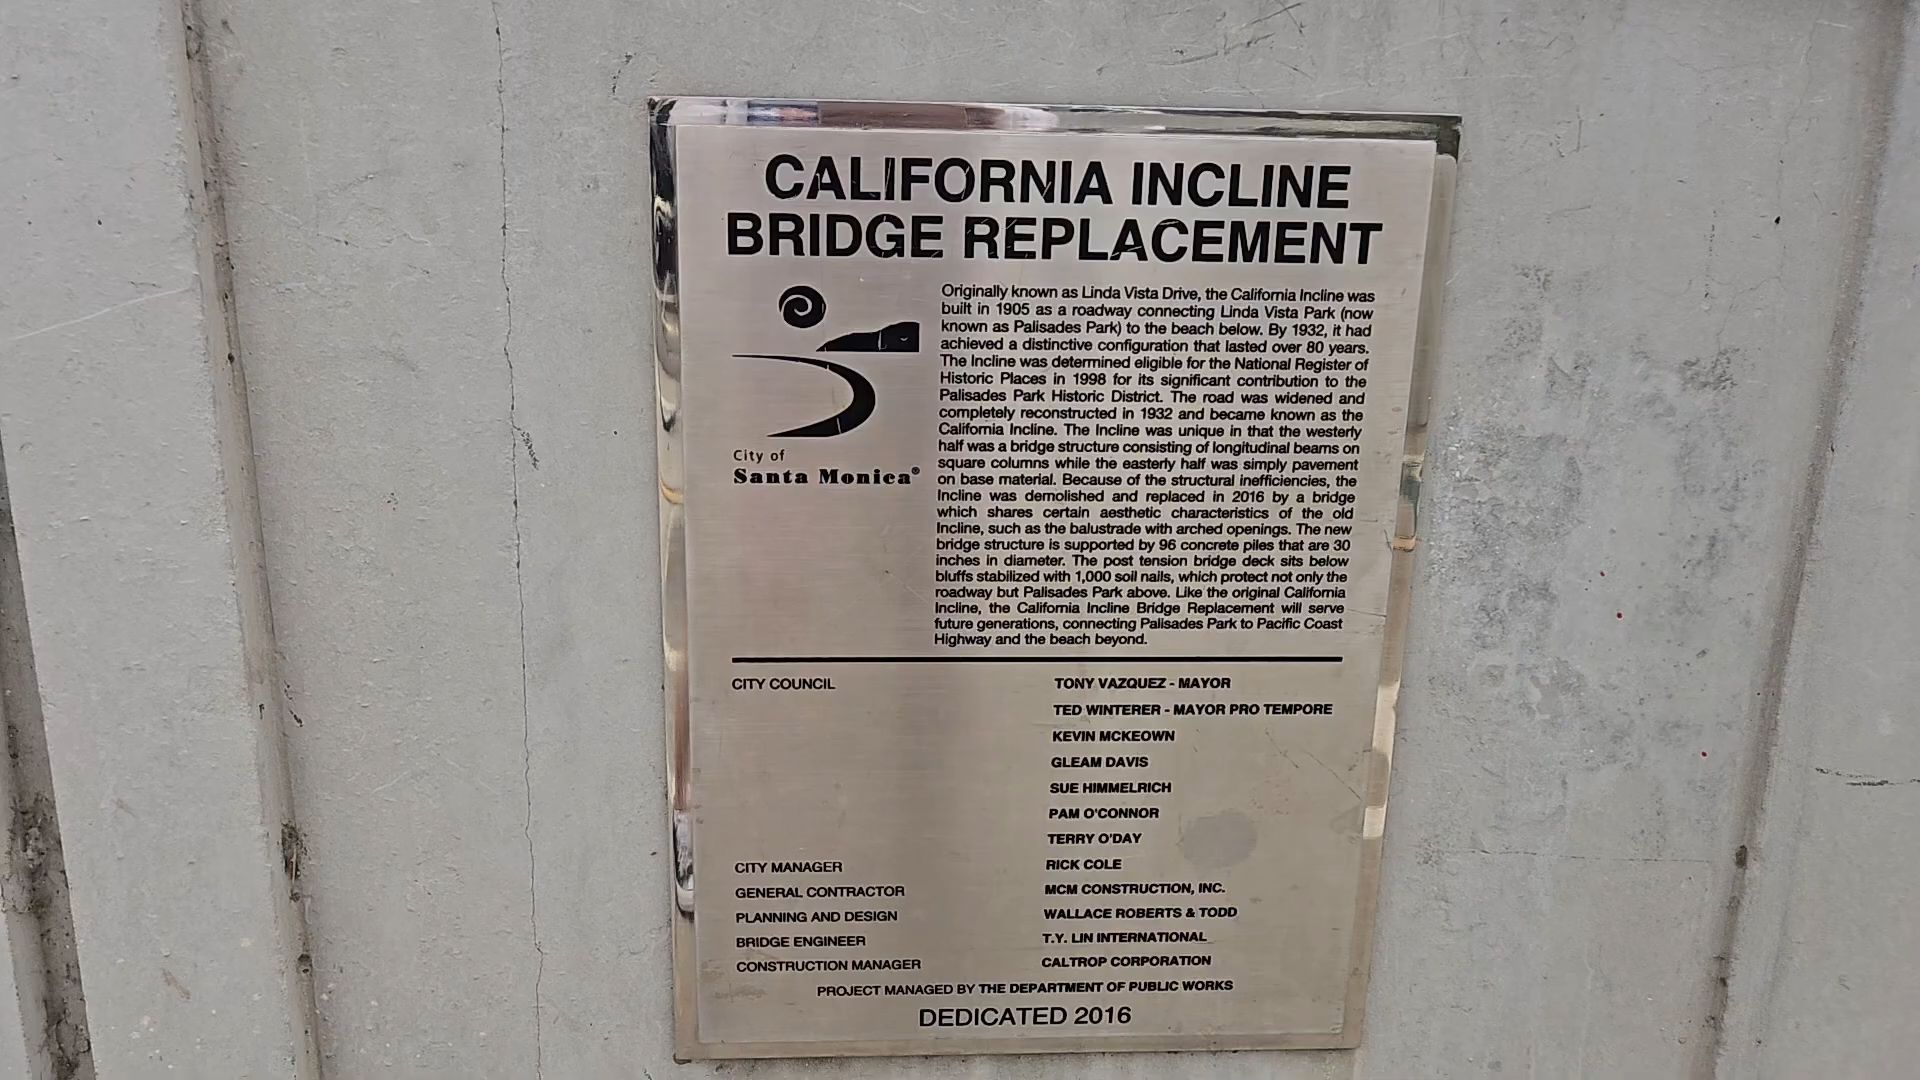 CALIFORNIA INCLINE
BRIDGE REPLACEMENT
City of
Santa Monica®
Originally known as Linda Vista Drive, the California Incline was
built in 1905 as a roadway connecting Linda Vista Park (now
known as Palisades Park) to the beach below. By 1932, it had
achieved a distinctive configuration that lasted over 80 years.
The Incline was determined eligible for the National Register of
Historic Places in 1998 for its significant contribution to the
Palisades Park Historic District. The road was widened and
completely reconstructed in 1932 and became known as the
California Incline. The Incline was unique in that the westerly
half was a bridge structure consisting of longitudinal beams on
square columns while the easterly half was simply pavement
on base material. Because of the structural inefficiencies, the
Incline was demolished and replaced in 2016 by a bridge
which shares certain aesthetic characteristics of the old
Incline, such as the balustrade with arched openings. The new
bridge structure is supported by 96 concrete piles that are 30
inches in diameter. The post tension bridge deck sits below
bluffs stabilized with 1,000 soil nails, which protect not only the
roadway but Palisades Park above. Like the original California
Incline, the California Incline Bridge Replacement will serve
future generations, connecting Palisades Park to Pacific Coast
Highway and the beach beyond.
CITY COUNCIL TONY VAZQUEZ - MAYOR
TED WINTERER - MAYOR PRO TEMPORE
KEVIN MCKEOWN
GLEAM DAVIS
SUE HIMMELRICH
PAM O'CONNOR
TERRY O'DAY
CITY MANAGER RICK COLE
GENERAL CONTRACTOR MCM CONSTRUCTION, INC.
PLANNING AND DESIGN WALLACE ROBERTS & TODD
BRIDGE ENGINEER T.Y. LIN INTERNATIONAL
CONSTRUCTION MANAGER CALTROP CORPORATION
PROJECT MANAGED BY THE DEPARTMENT OF PUBLIC WORKS
DEDICATED 2016